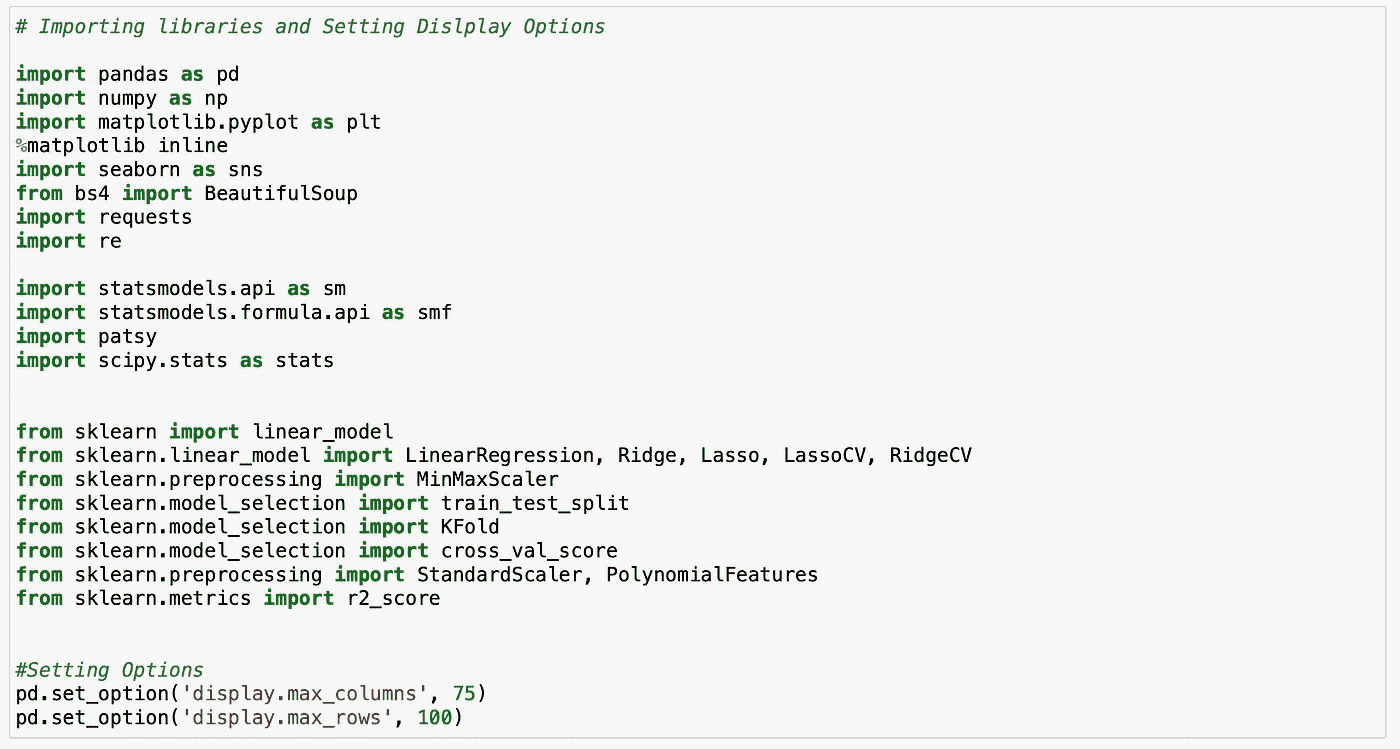 # Importing libraries and Setting Dislplay Options
import pandas as pd
import numpy as np
import matplotlib.pyplot as plt
%matplotlib inline
import seaborn as sns
from bs4 import BeautifulSoup
import requests
import re
import statsmodels.api as sm
import statsmodels.formula.api as smf
import patsy
import scipy.stats as stats
from sklearn import linear_model
from sklearn.linear_model import LinearRegression, Ridge, Lasso, LassoCV, RidgeCV
from sklearn.preprocessing import MinMaxScaler
from sklearn.model_selection import train_test_split
from sklearn.model_selection import KFold
from sklearn.model_selection import cross_val_score
from sklearn.preprocessing import StandardScaler, PolynomialFeatures
from sklearn.metrics import r2_score
#Setting Options
pd.set_option('display.max_columns', 75)
pd.set_option('display.max_rows', 100)